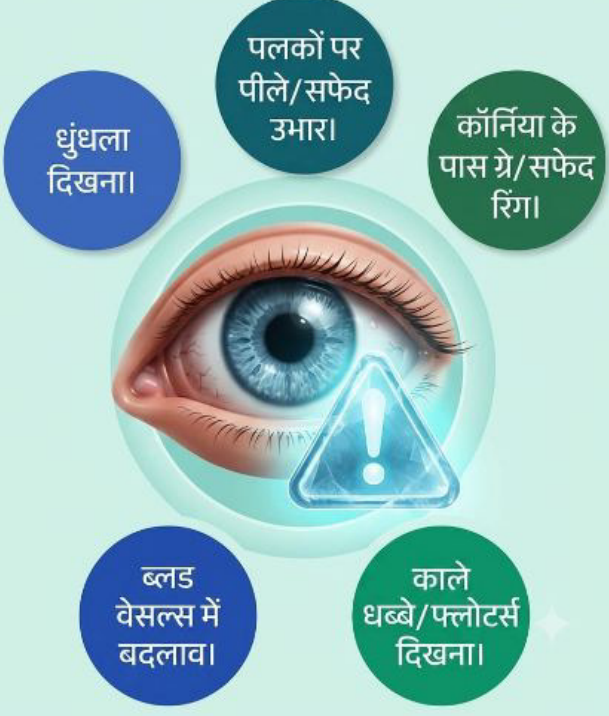 पलकों पर
पीले/सफेद
उभार।
धुंधला
दिखना।
कॉर्निया के
पास ग्रे/सफेद
रिंग।
ब्लड
वेसल्स में
बदलाव।
काले
धब्बे/फ्लोटर्स
दिखना।